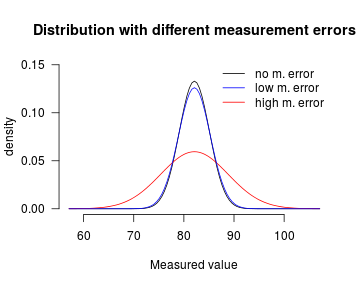 Distribution with different measurement errors
0.15
0.10
0.05
0.00
density
no m. error
low m. error
high m. error
60 70 80 90 100
Measured value